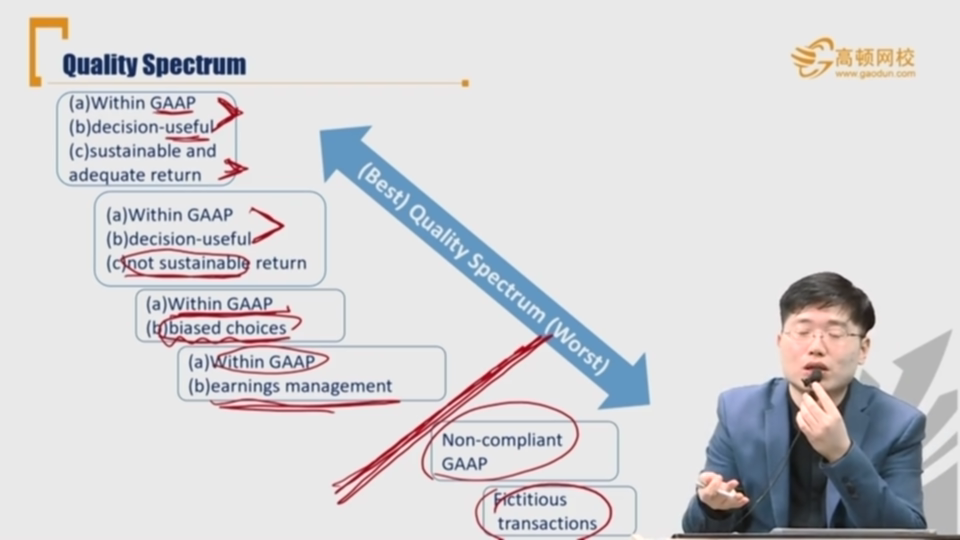 Quality Spectrum
高顿网校
www.gaodun.com
(a)Within GAAP
(b)decision-useful
(c)sustainable and
adequate return
(a)Within GAAP
(b)decision-useful
(c)not sustainable return
(a)Within GAAP
(b)biased choices
(a)Within GAAP
(b)earnings management
(Best) Quality Spectrum (Worst)
Non-compliant
GAAP
Fictitious
transactions